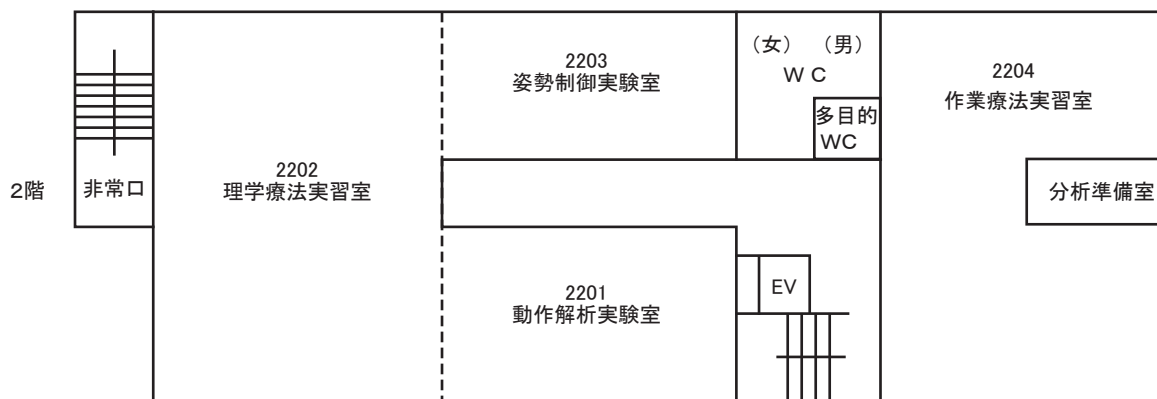 2階
非常口
2202
理学療法実習室
2203
姿勢制御実験室
（女） （男）
ＷＣ
多目的
WC
2204
作業療法実習室
分析準備室
2201
動作解析実験室
EV